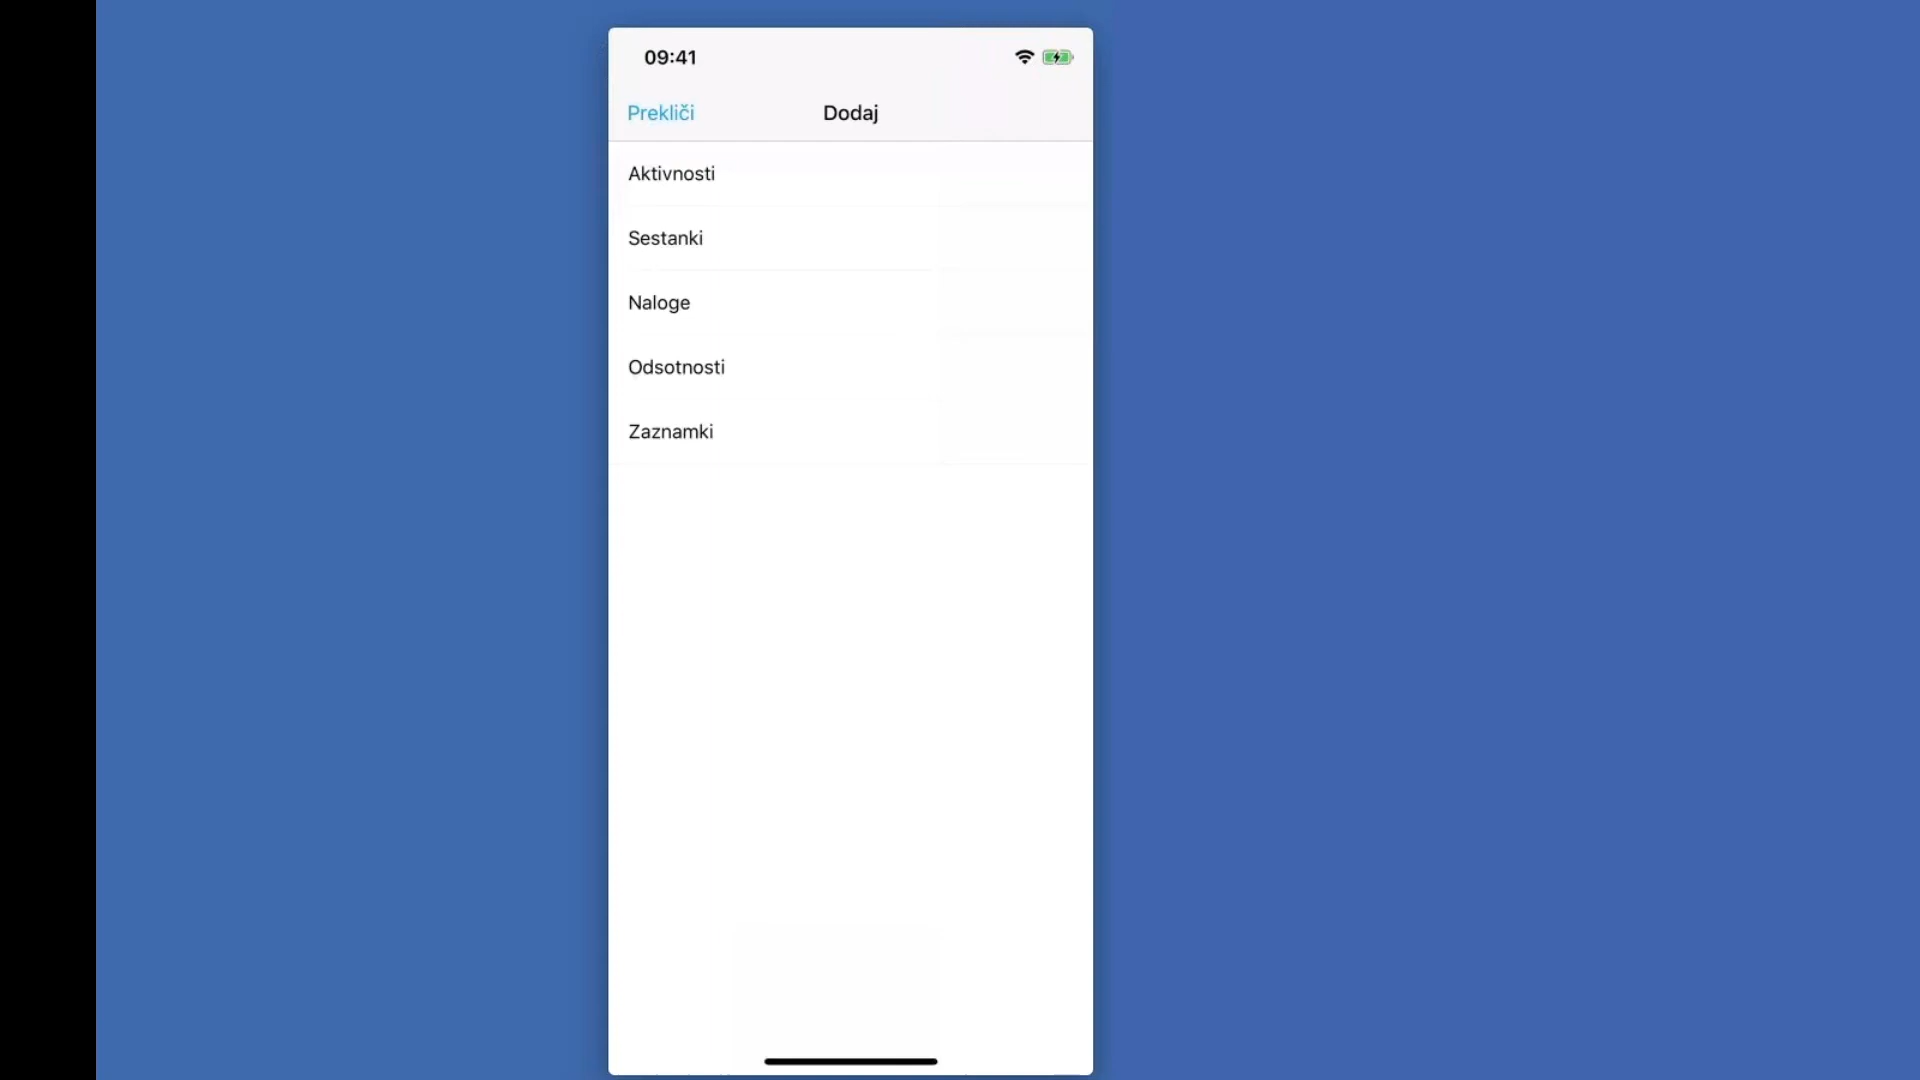 09:41
Prekliči Dodaj
Aktivnosti
Sestanki
Naloge
Odsotnosti
Zaznamki